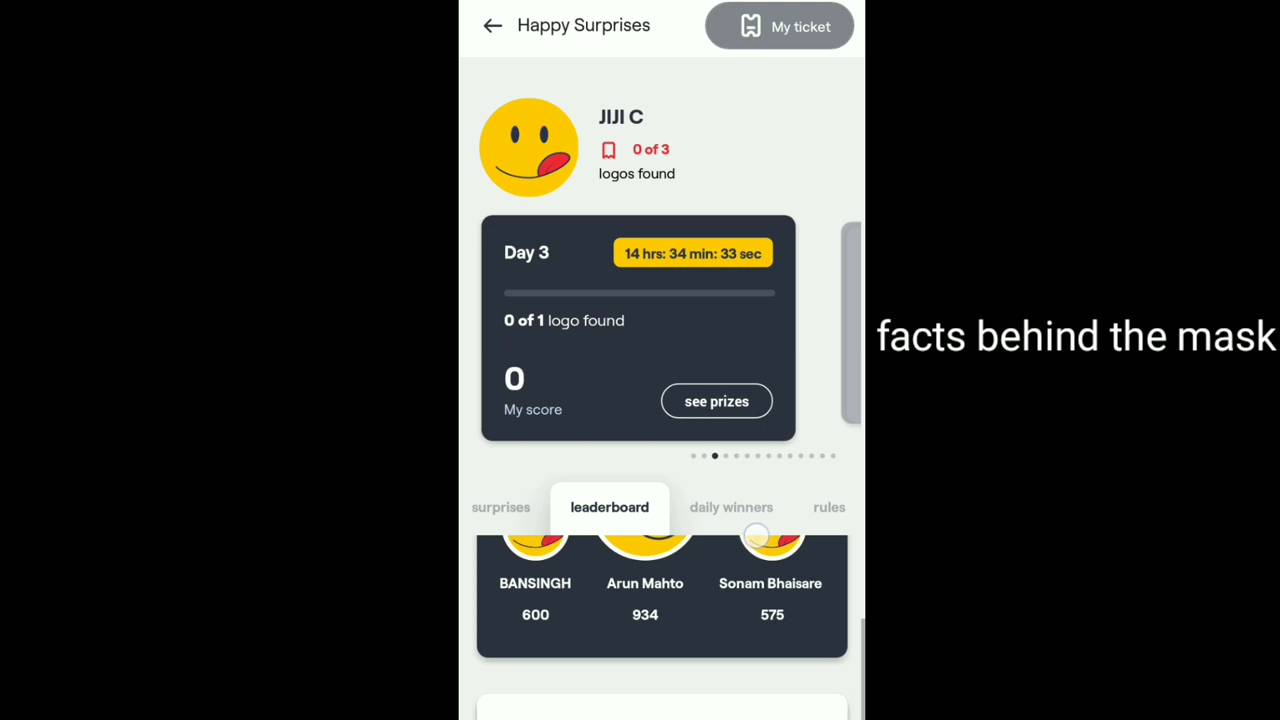 Happy Surprises
My ticket
JIJI C
0 of 3
logos found
Day 3
14 hrs: 34 min: 33 sec
0 of 1 logo found
0
My score
see prizes
facts behind the mask
surprises
leaderboard
daily winners
rules
BANSINGH
Arun Mahto
Sonam Bhaisare
600
934
575